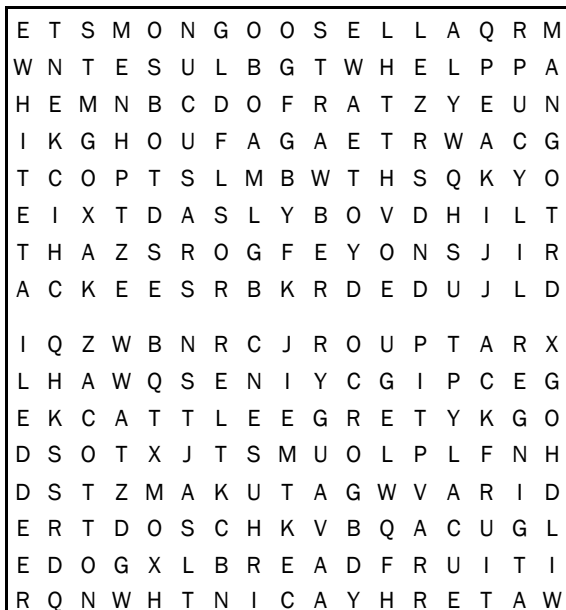 E T S M O N G O O S E L L A Q R M
W N T E S U L B G T W H E L P P A
H E M N B C D O F R A T Z Y E U N
I K G H O U F A G A E T R W A C G
T C O P T S L M B W T H S Q K Y O
E I X T D A S L Y B O V D H I L T
T H A Z S R O G F E Y O N S J I R
A C K E E S R B K R D E D U J L D
I Q Z W B N R C J R O U P T A R X
L H A W Q S E N I Y C G I P C E G
E K C A T T L E E G R E T Y K G O
D S O T X J T S M U O L P L F N H
D S T Z M A K U T A G W V A R I D
E R T D O S C H K V B Q A C U G L
E D O G X L B R E A D F R U I T I
R Q N W H T N I C A Y H R E T A W